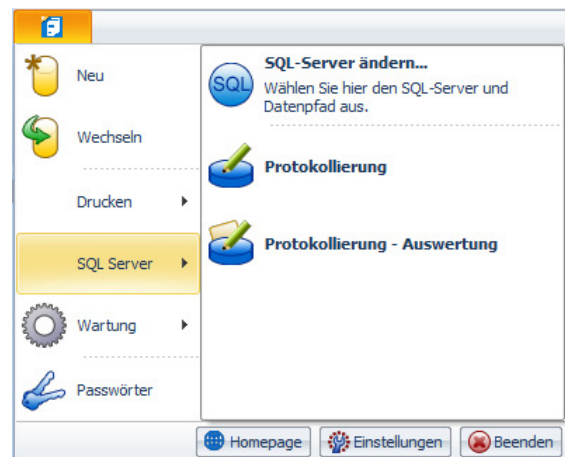 Neu
Wechseln
Drucken
SQL Server
Wartung
Passwörter
SQL
SQL-Server ändern...
Wählen Sie hier den SQL-Server und
Datenpfad aus.
Protokollierung
Protokollierung - Auswertung
Homepage
Einstellungen
Beenden